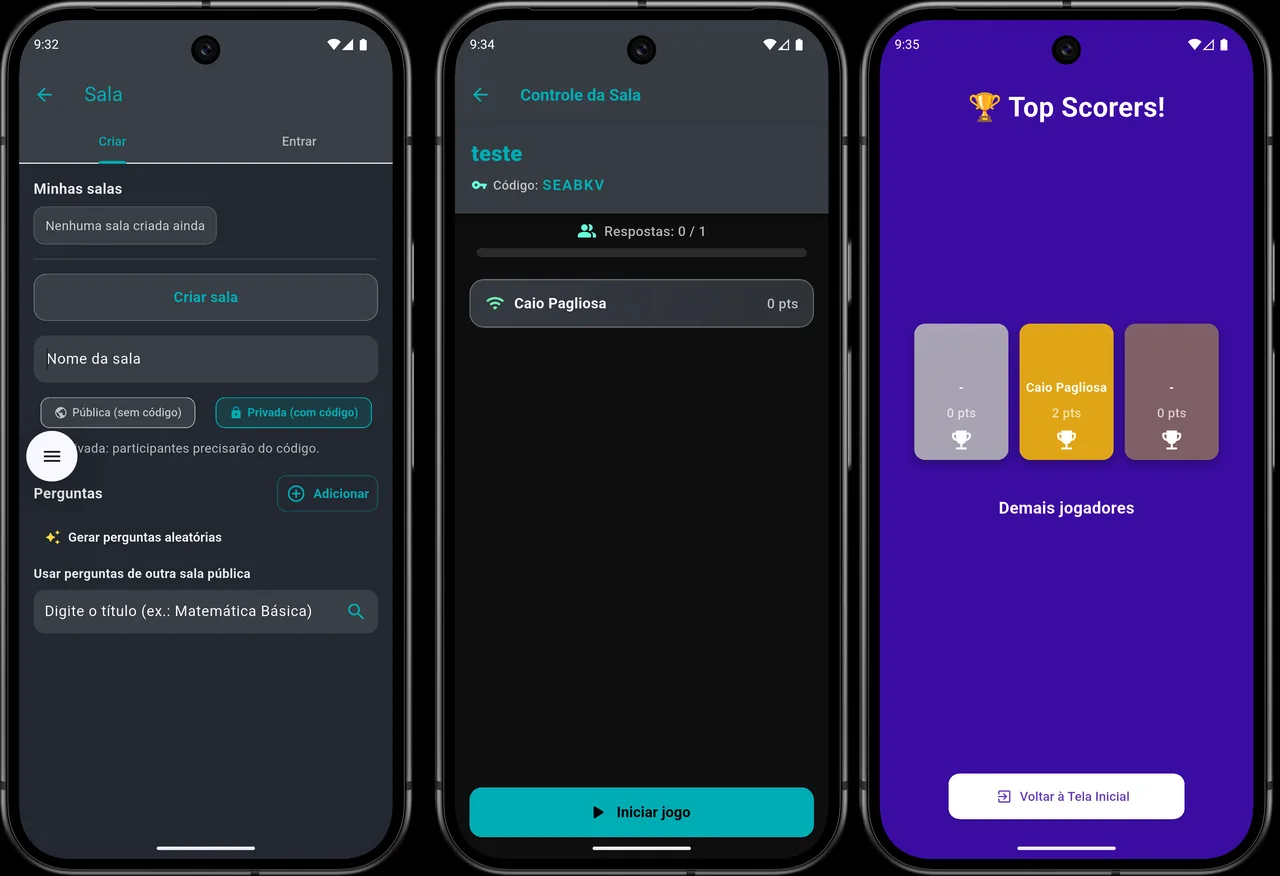 9:32
Sala
Criar
Entrar
Minhas salas
Nenhuma sala criada ainda
Criar sala
Nome da sala
Pública (sem código)
Privada (com código)
participantes precisarão do código.
Perguntas
Adicionar
Gerar perguntas aleatórias
Usar perguntas de outra sala pública
Digite o título (ex.: Matemática Básica)
9:34
Controle da Sala
teste
Código: SEABKV
Respostas: 0 / 1
Caio Pagliosa
0 pts
Iniciar jogo
9:35
🏆 Top Scorers!
-
0 pts
Caio Pagliosa
2 pts
-
0 pts
Demais jogadores
Voltar à Tela Inicial